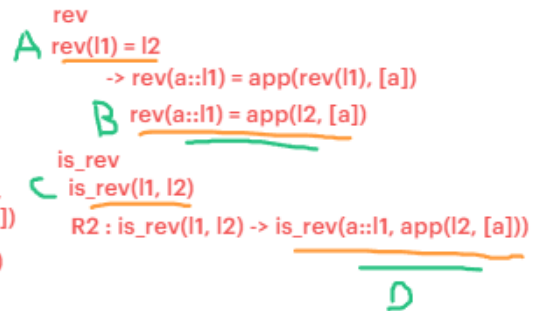 rev
A rev(l1) = l2
-> rev(a::l1) = app(rev(l1), [a])
B rev(a::l1) = app(l2, [a])
is_rev
C is_rev(l1, l2)
])
R2 : is_rev(l1, l2) -> is_rev(a::l1, app(l2, [a]))
)
D